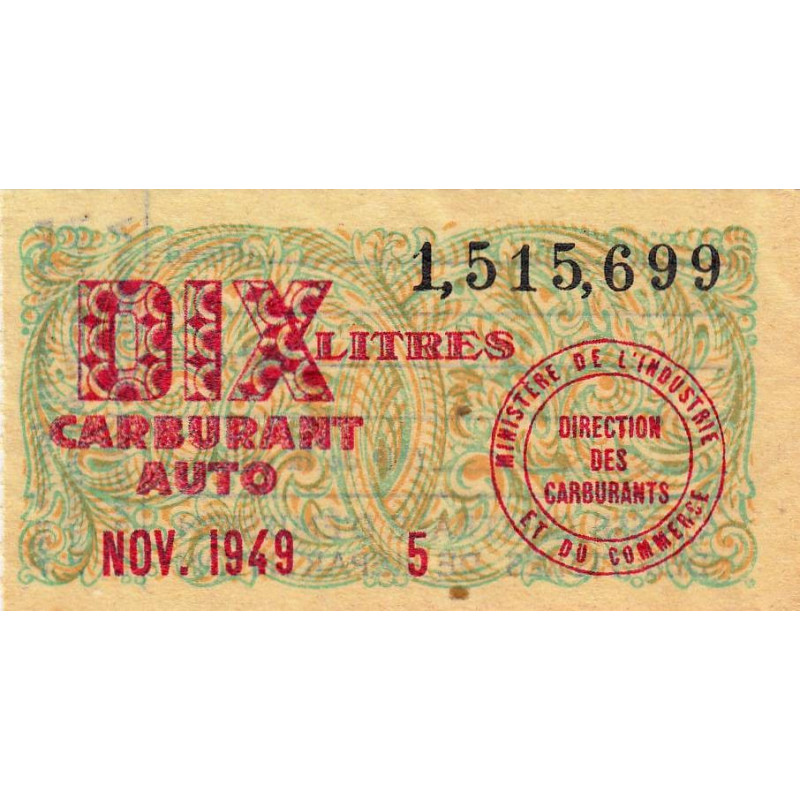 1,515,699
DIX LITRES
CARBURANT
AUTO
NOV. 1949 5
MINISTÈRE DE L'INDUSTRIE
ET DU COMMERCE
DIRECTION
DES
CARBURANTS